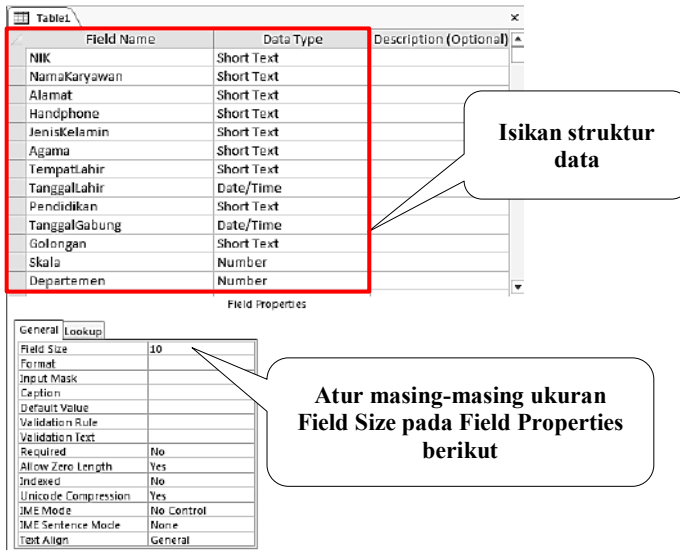 Table1 ×
Field Name Data Type Description (Optional)
NIK Short Text
NamaKaryawan Short Text
Alamat Short Text
Handphone Short Text
JenisKelamin Short Text
Agama Short Text
TempatLahir Short Text
TanggalLahir Date/Time
Pendidikan Short Text
TanggalGabung Date/Time
Golongan Short Text
Skala Number
Departemen Number
Isikan struktur
data
Field Properties
General Lookup
Field Size 10
Format
Input Mask
Caption
Default Value
Validation Rule
Validation Text
Required No
Allow Zero Length Yes
Indexed No
Unicode Compression Yes
IME Mode No Control
IME Sentence Mode None
Text Align General
Atur masing-masing ukuran
Field Size pada Field Properties
berikut